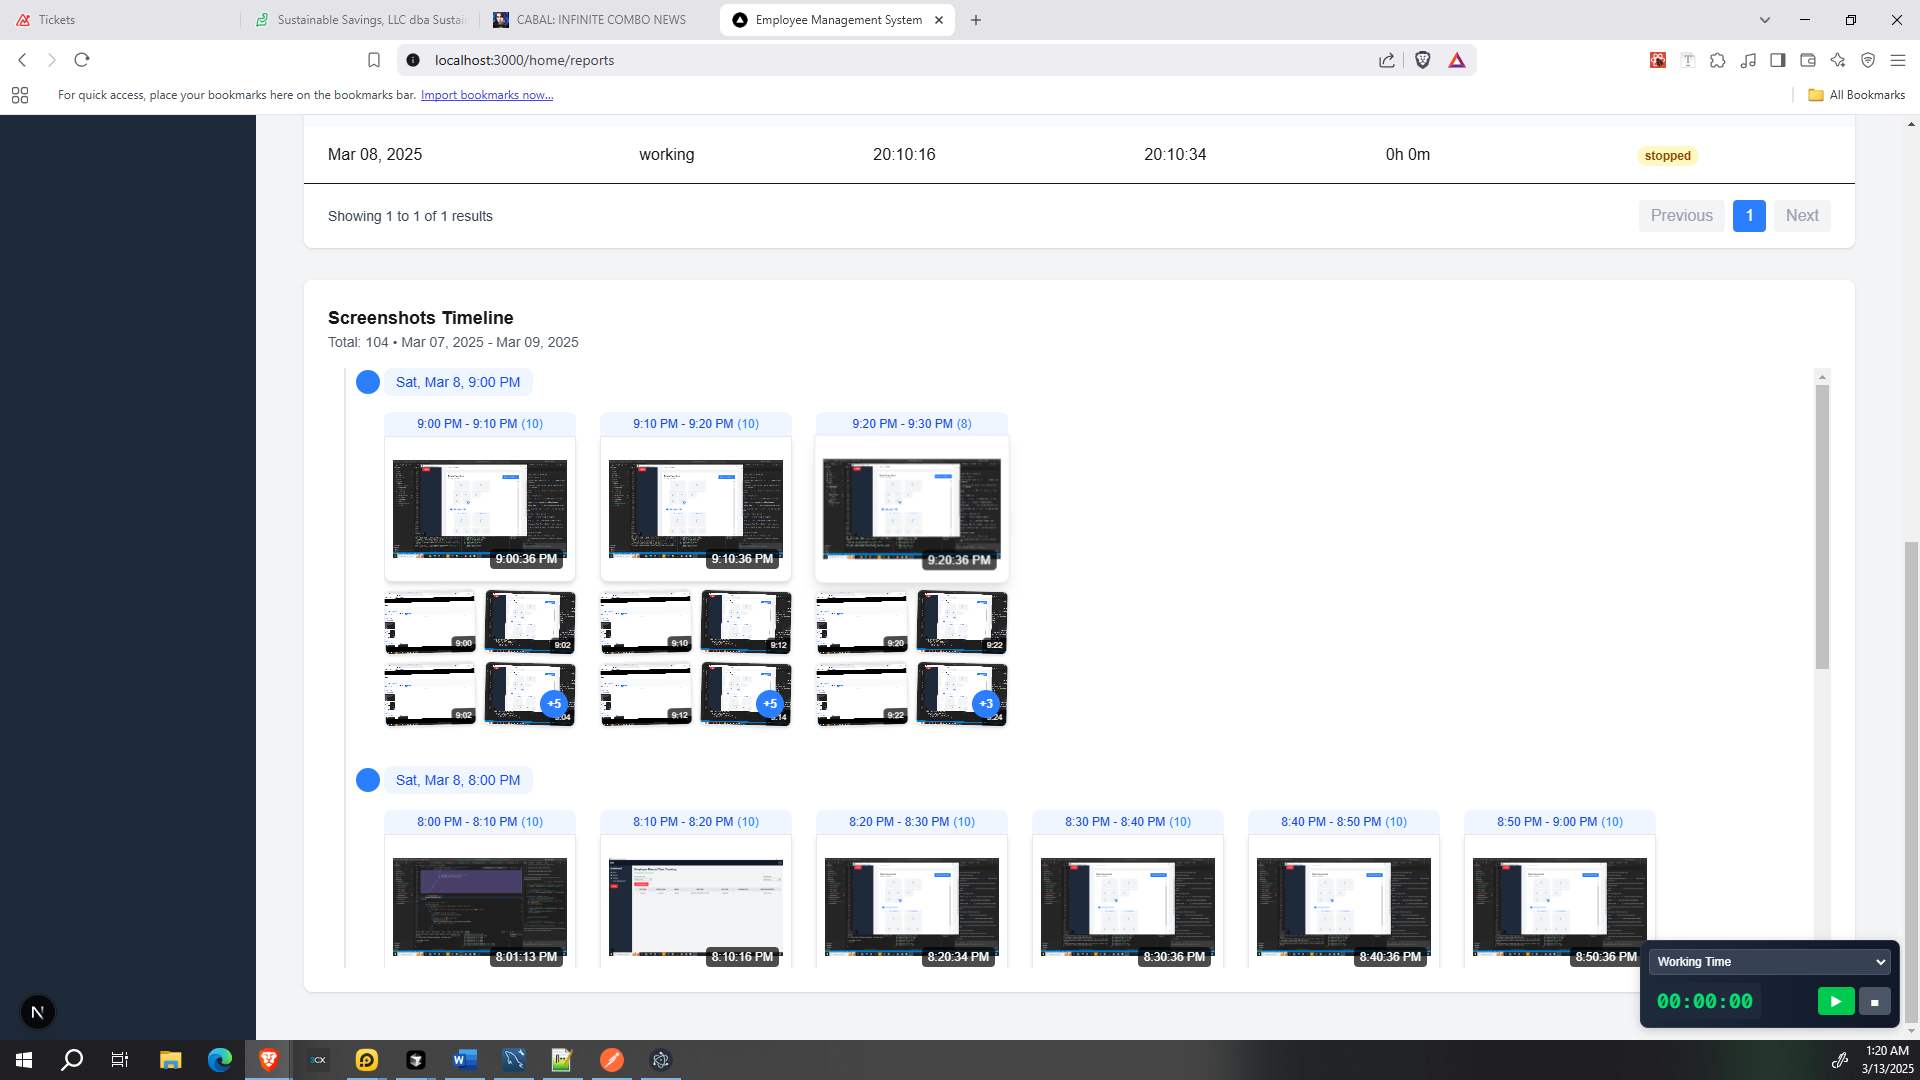 Tickets
Sustainable Savings, LLC dba Sustai
CABAL: INFINITE COMBO NEWS
Employee Management System
localhost:3000/home/reports
For quick access, place your bookmarks here on the bookmarks bar. Import bookmarks now...
All Bookmarks
Mar 08, 2025 working 20:10:16 20:10:34 0h 0m stopped
Showing 1 to 1 of 1 results
Previous 1 Next
Screenshots Timeline
Total: 104 • Mar 07, 2025 - Mar 09, 2025
Sat, Mar 8, 9:00 PM
9:00 PM - 9:10 PM (10) 9:10 PM - 9:20 PM (10) 9:20 PM - 9:30 PM (8)
9:00:36 PM 9:10:36 PM 9:20:36 PM
9:00 9:02 9:10 9:12 9:20 9:22
9:02 +5 9:12 +5 9:22 +3
Sat, Mar 8, 8:00 PM
8:00 PM - 8:10 PM (10) 8:10 PM - 8:20 PM (10) 8:20 PM - 8:30 PM (10) 8:30 PM - 8:40 PM (10) 8:40 PM - 8:50 PM (10) 8:50 PM - 9:00 PM (10)
8:01:13 PM 8:10:16 PM 8:20:34 PM 8:30:36 PM 8:40:36 PM 8:50:36 PM
Working Time
00:00:00
N
3CX
1:20 AM
3/13/2025